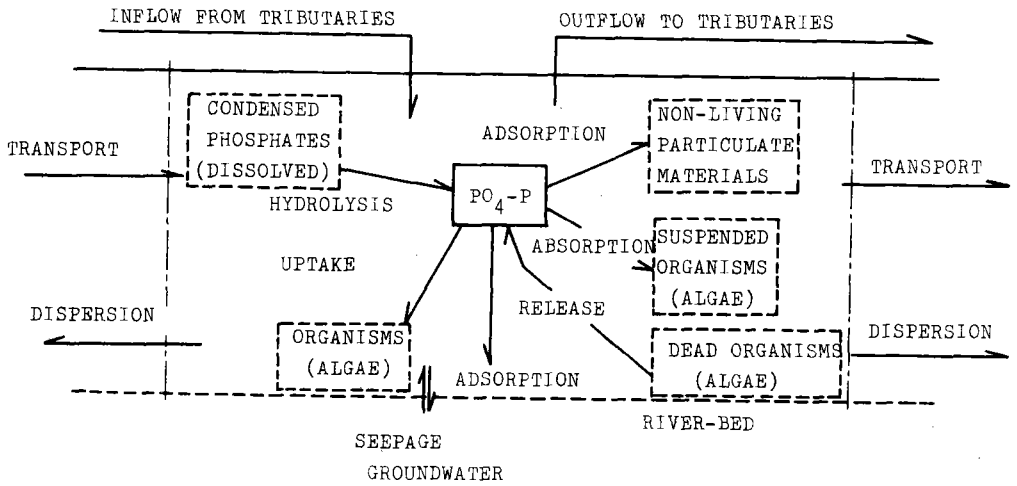 INFLOW FROM TRIBUTARIES
OUTFLOW TO TRIBUTARIES
CONDENSED
PHOSPHATES
(DISSOLVED)
ADSORPTION
NON-LIVING
PARTICULATE
MATERIALS
TRANSPORT
TRANSPORT
HYDROLYSIS
PO4-P
ABSORPTION
SUSPENDED
ORGANISMS
(ALGAE)
UPTAKE
RELEASE
DISPERSION
ORGANISMS
(ALGAE)
ADSORPTION
DEAD ORGANISMS
(ALGAE)
DISPERSION
RIVER-BED
SEEPAGE
GROUNDWATER